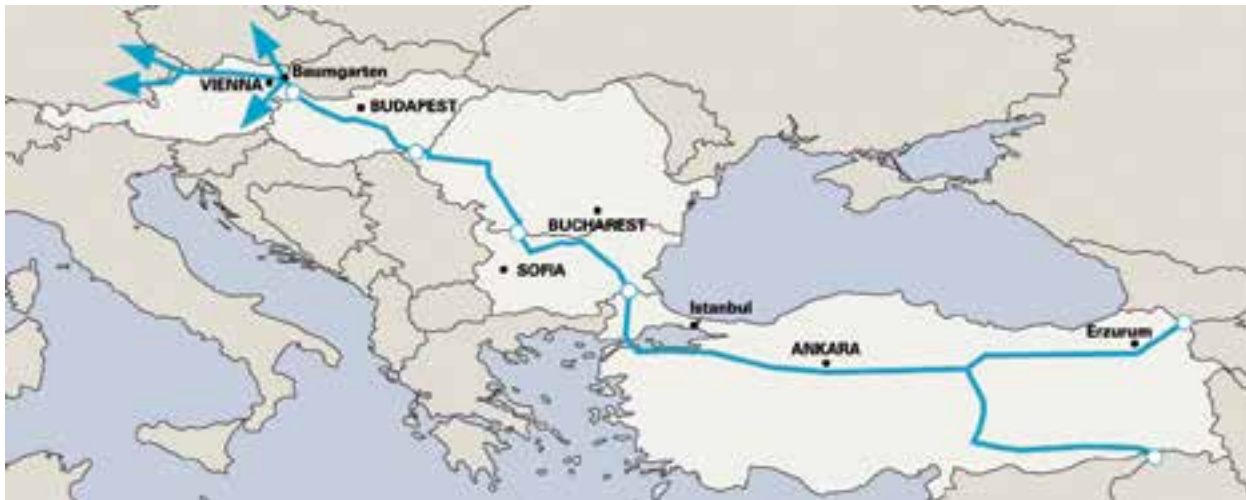 Baumgarten
VIENNA
BUDAPEST
BUCHAREST
SOFIA
Istanbul
Erzurum
ANKARA